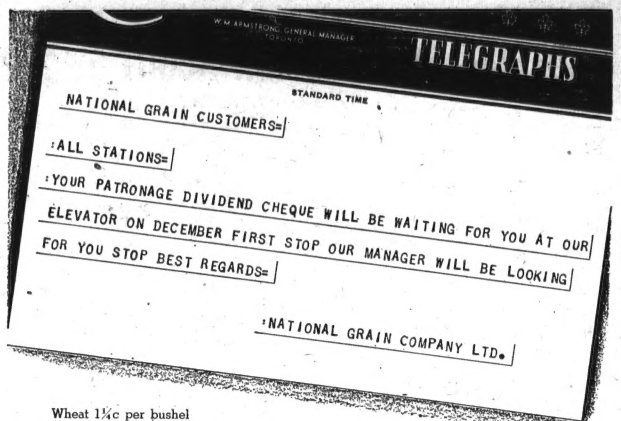 W. M. ARMSTRONG, GENERAL MANAGER
TORONTO
TELEGRAPHS
STANDARD TIME
NATIONAL GRAIN CUSTOMERS=
:ALL STATIONS=
:YOUR PATRONAGE DIVIDEND CHEQUE WILL BE WAITING FOR YOU AT OUR
ELEVATOR ON DECEMBER FIRST STOP OUR MANAGER WILL BE LOOKING
FOR YOU STOP BEST REGARDS=
:NATIONAL GRAIN COMPANY LTD.
Wheat 1¼c per bushel